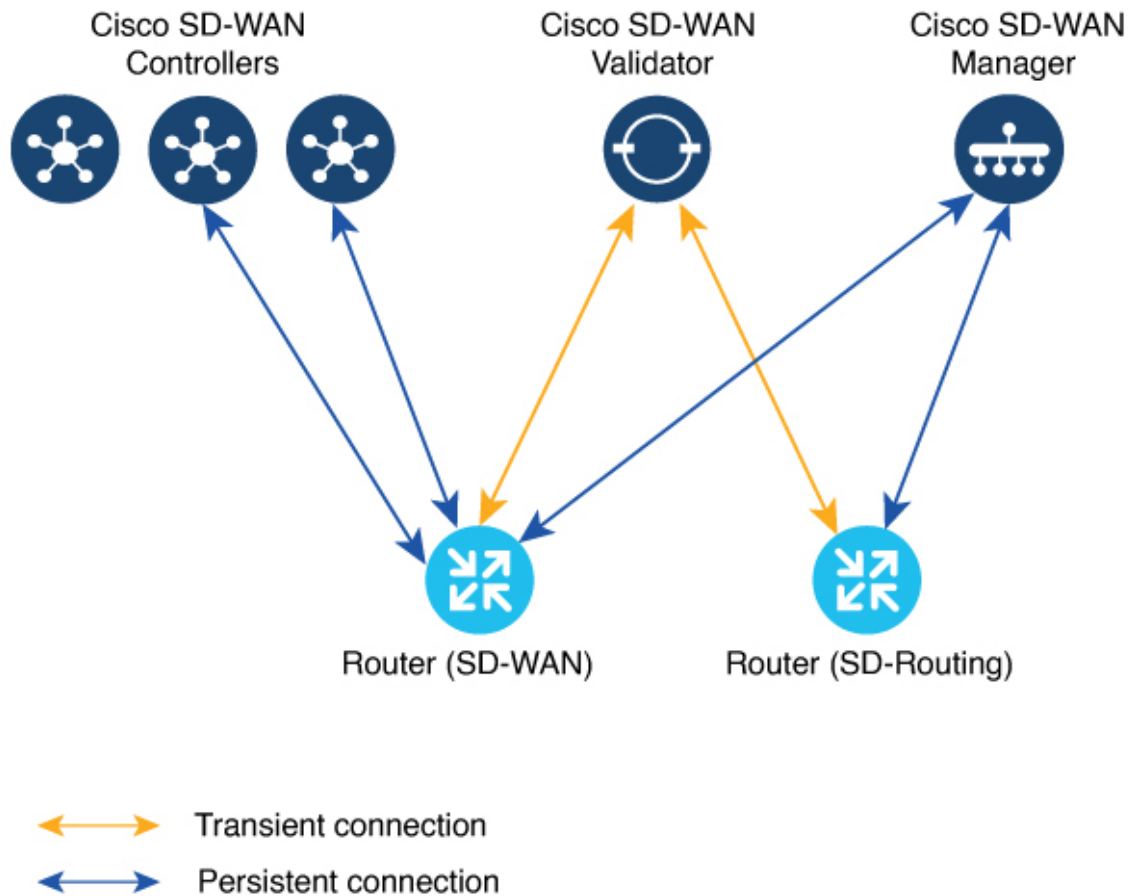 Cisco SD-WAN
Controllers
Cisco SD-WAN
Validator
Cisco SD-WAN
Manager
Router (SD-WAN)
Router (SD-Routing)
Transient connection
Persistent connection